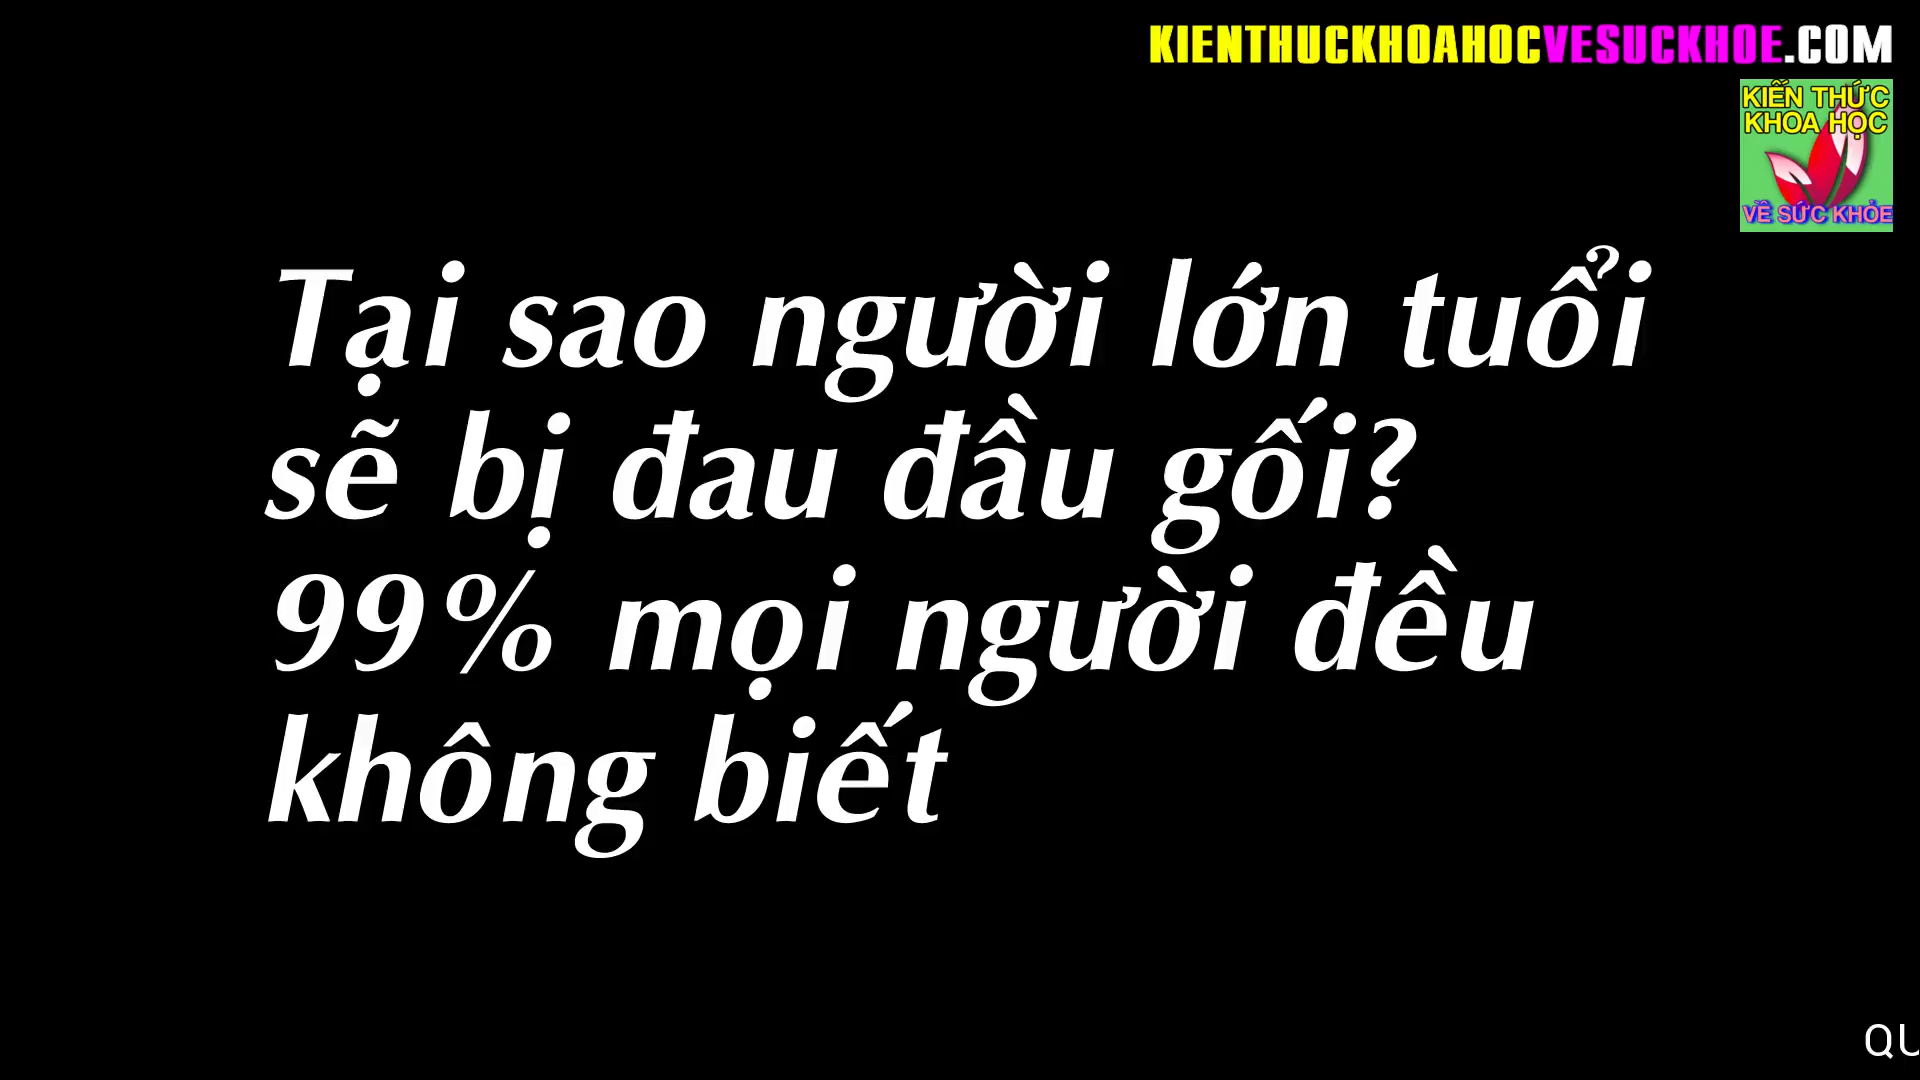 KIENTHUCKHOAHOCVESUCKHOE.COM
KIẾN THỨC
KHOA HỌC
VỀ SỨC KHỎE
Tại sao người lớn tuổi
sẽ bị đau đầu gối?
99% mọi người đều
không biết
QU